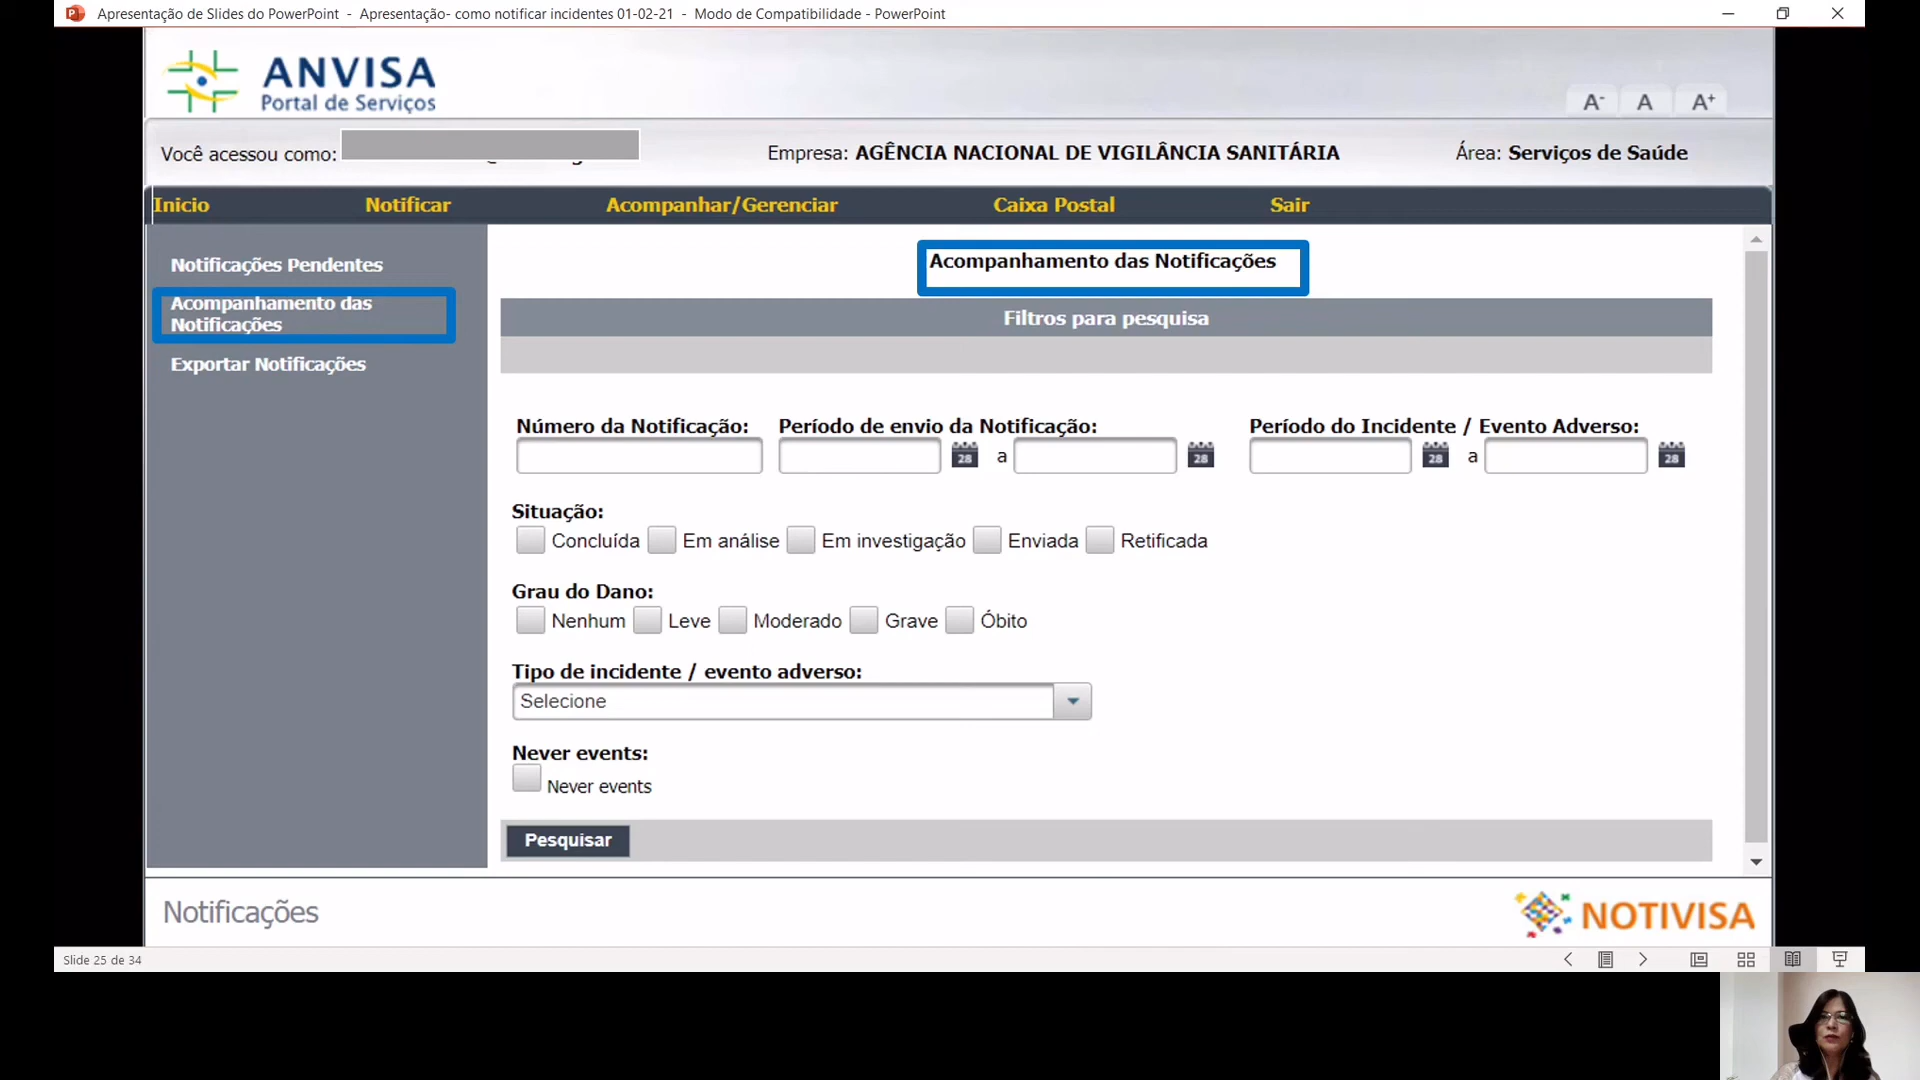 Apresentação de Slides do PowerPoint - Apresentação- como notificar incidentes 01-02-21 - Modo de Compatibilidade - PowerPoint
ANVISA
Portal de Serviços
A- A A+
Você acessou como:
Empresa: AGÊNCIA NACIONAL DE VIGILÂNCIA SANITÁRIA
Área: Serviços de Saúde
Inicio Notificar Acompanhar/Gerenciar Caixa Postal Sair
Notificações Pendentes
Acompanhamento das
Notificações
Exportar Notificações
Acompanhamento das Notificações
Filtros para pesquisa
Número da Notificação: Período de envio da Notificação: Período do Incidente / Evento Adverso:
28 a 28 28 a 28
Situação:
Concluída Em análise Em investigação Enviada Retificada
Grau do Dano:
Nenhum Leve Moderado Grave Óbito
Tipo de incidente / evento adverso:
Selecione
Never events:
Never events
Pesquisar
Notificações
NOTIVISA
Slide 25 de 34